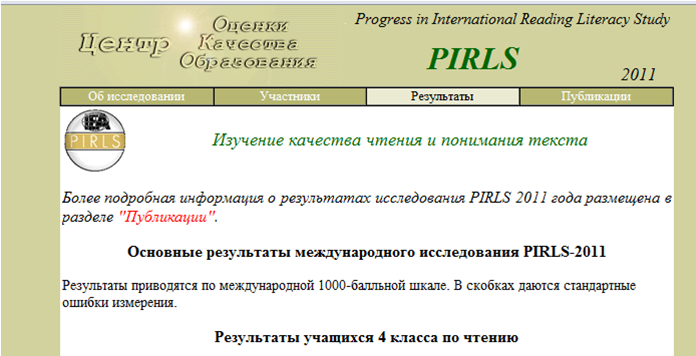 Центр Оценки Качества Образования
Progress in International Reading Literacy Study
PIRLS
2011
Об исследовании
Участники
Результаты
Публикации
IEA
PIRLS
Изучение качества чтения и понимания текста
Более подробная информация о результатах исследования PIRLS 2011 года размещена в
разделе "Публикации".
Основные результаты международного исследования PIRLS-2011
Результаты приводятся по международной 1000-балльной шкале. В скобках даются стандартные
ошибки измерения.
Результаты учащихся 4 класса по чтению